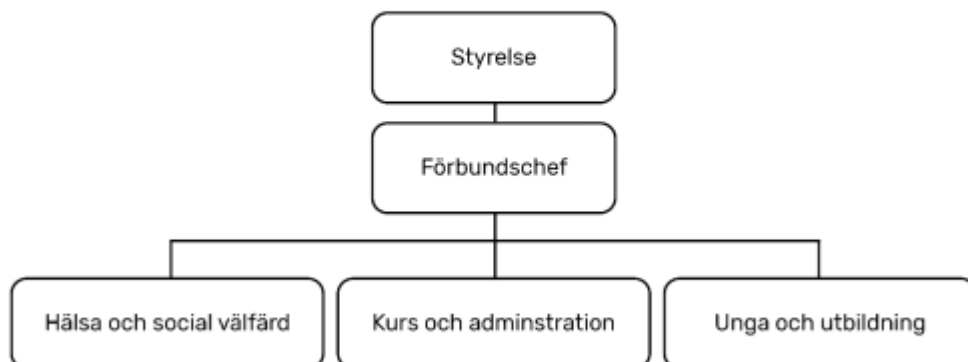 Styrelse
Förbundschef
Hälsa och social välfärd
Kurs och adminstration
Unga och utbildning